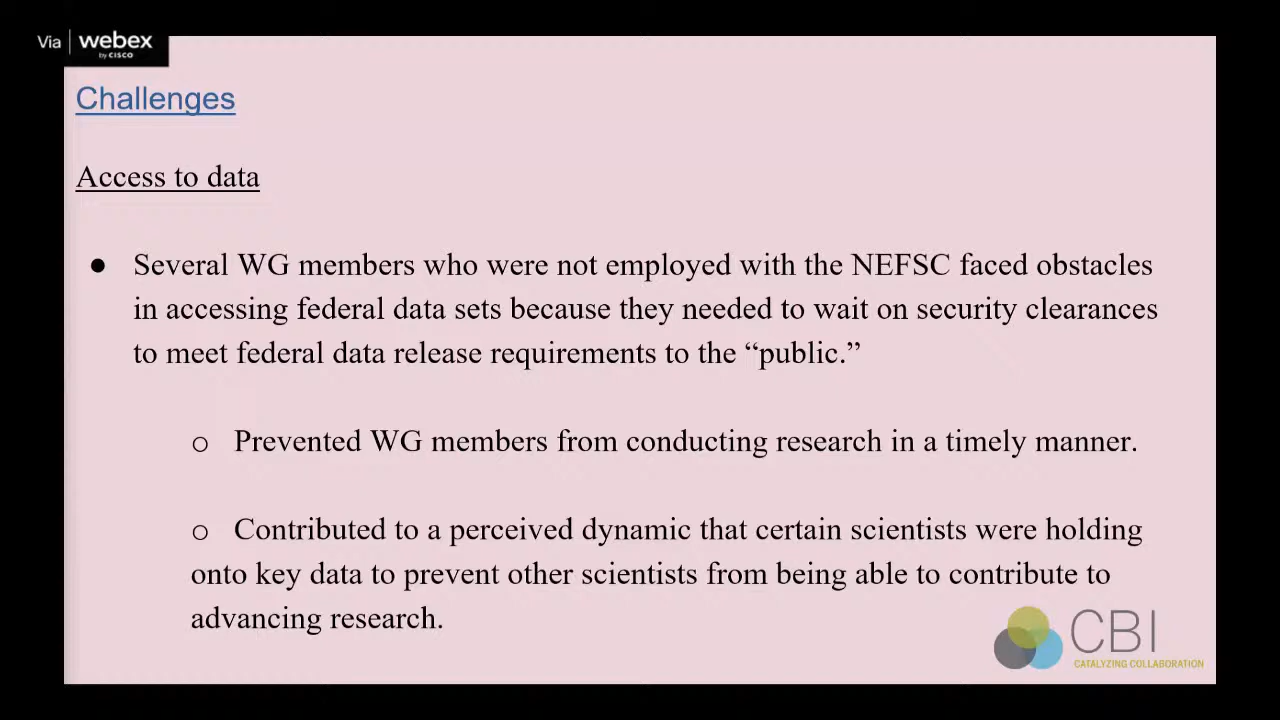 Via webex
by CISCO
Challenges
Access to data
● Several WG members who were not employed with the NEFSC faced obstacles
in accessing federal data sets because they needed to wait on security clearances
to meet federal data release requirements to the “public.”
o Prevented WG members from conducting research in a timely manner.
o Contributed to a perceived dynamic that certain scientists were holding
onto key data to prevent other scientists from being able to contribute to
advancing research.
CBI
CATALYZING COLLABORATION